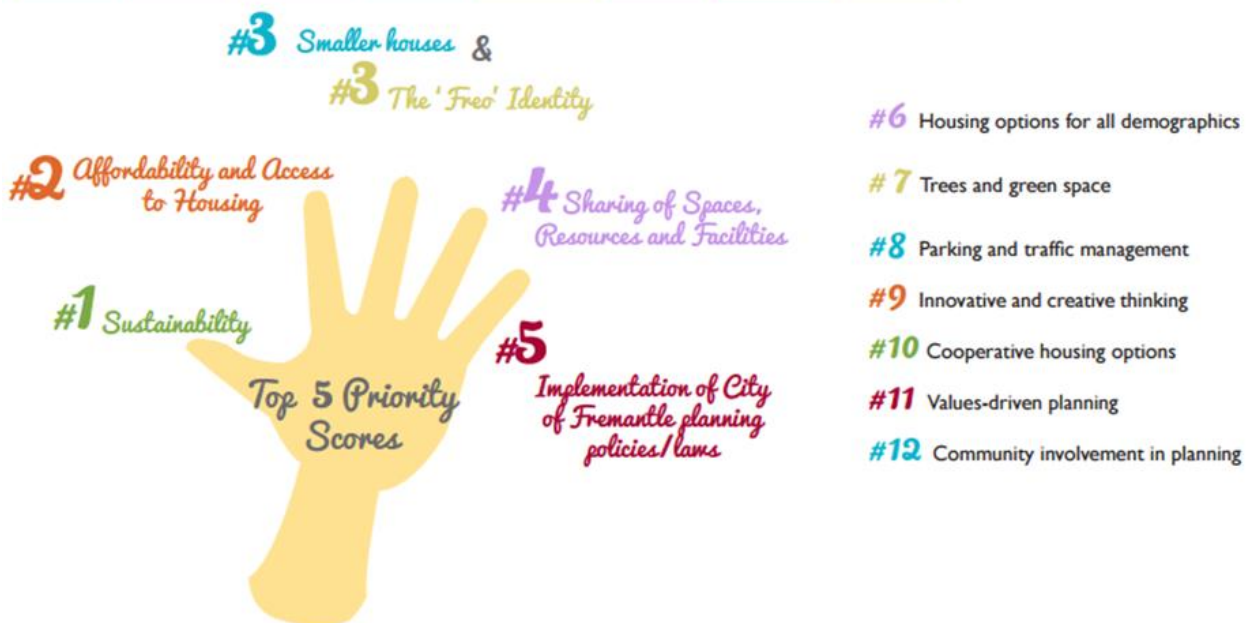 #3 Smaller houses &
#3 The 'Freo' Identity
#2 Affordability and Access
to Housing
#4 Sharing of Spaces,
Resources and Facilities
#1 Sustainability
#5
Implementation of City
of Fremantle planning
policies/laws
Top 5 Priority
Scores
#6 Housing options for all demographics
# 7 Trees and green space
#8 Parking and traffic management
#9 Innovative and creative thinking
#10 Cooperative housing options
#11 Values-driven planning
#12 Community involvement in planning